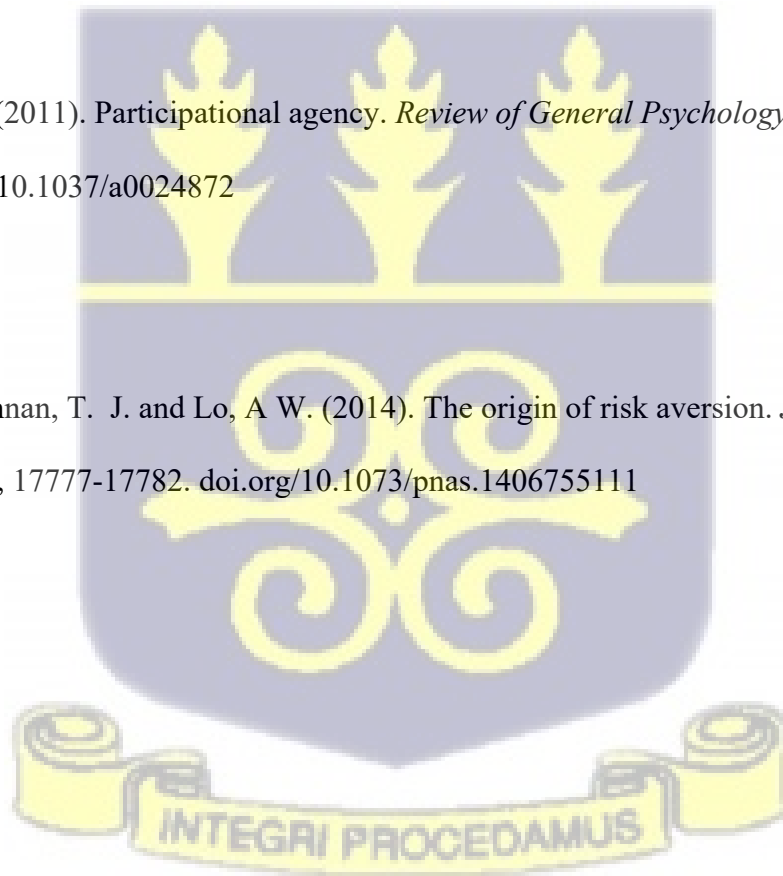 (2011). Participational agency. Review of General Psychology
10.1037/a0024872
nnan, T. J. and Lo, A W. (2014). The origin of risk aversion. J
, 17777-17782. doi.org/10.1073/pnas.1406755111
INTEGRI PROCEDAMUS